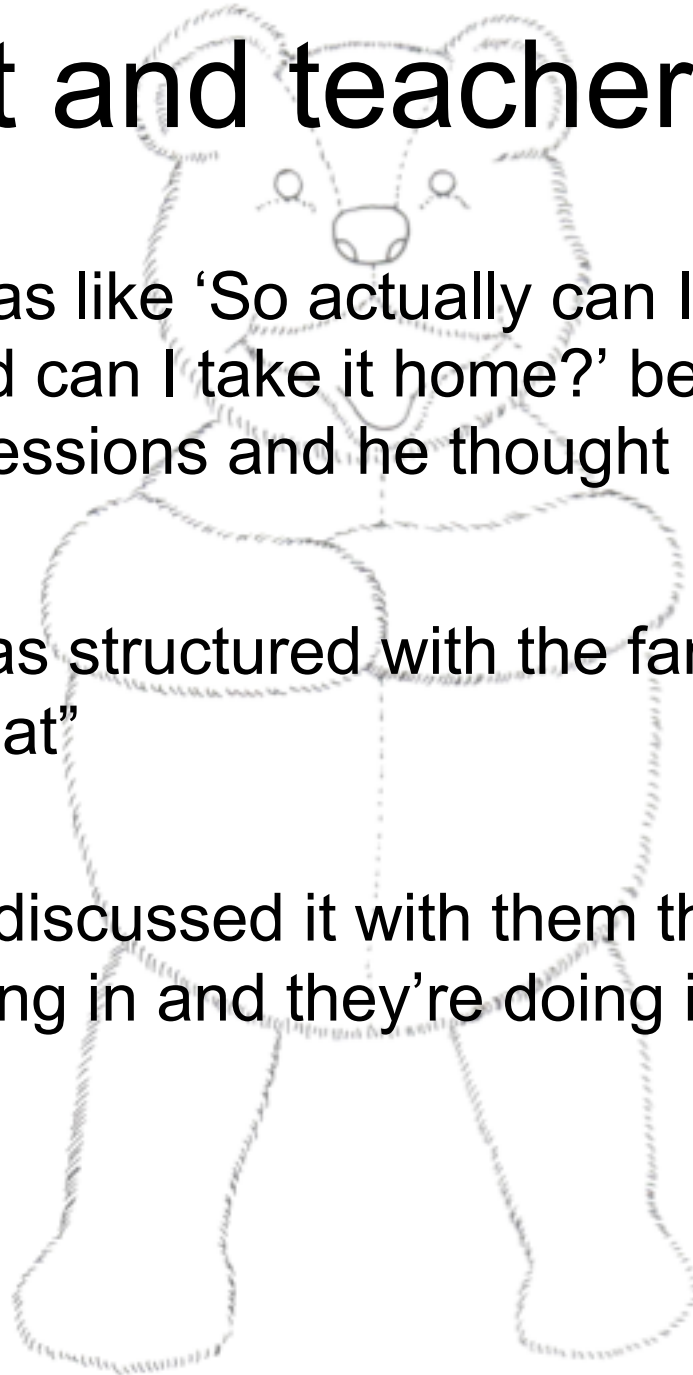 t and teacher
as like ‘So actually can I
d can I take it home?’ be
essions and he thought
as structured with the fam
at”
discussed it with them th
ng in and they’re doing i